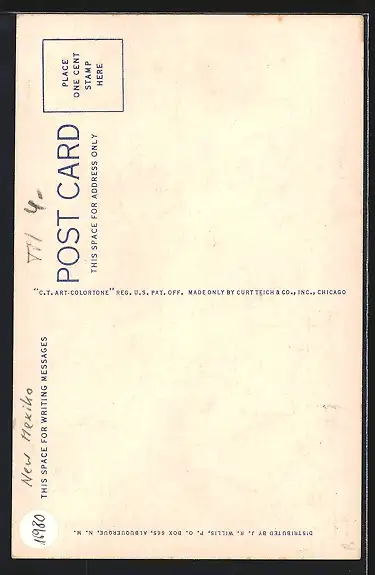 PLACE
ONE CENT
STAMP
HERE
POST CARD
THIS SPACE FOR ADDRESS ONLY
4.-
"C.T. ART-COLORTONE" REG. U.S. PAT. OFF. MADE ONLY BY CURT TEICH & CO., INC., CHICAGO
New Mexiko
THIS SPACE FOR WRITING MESSAGES
DISTRIBUTED BY J. R. WILLIS, P. O. BOX 665, ALBUQUERQUE, N. M.